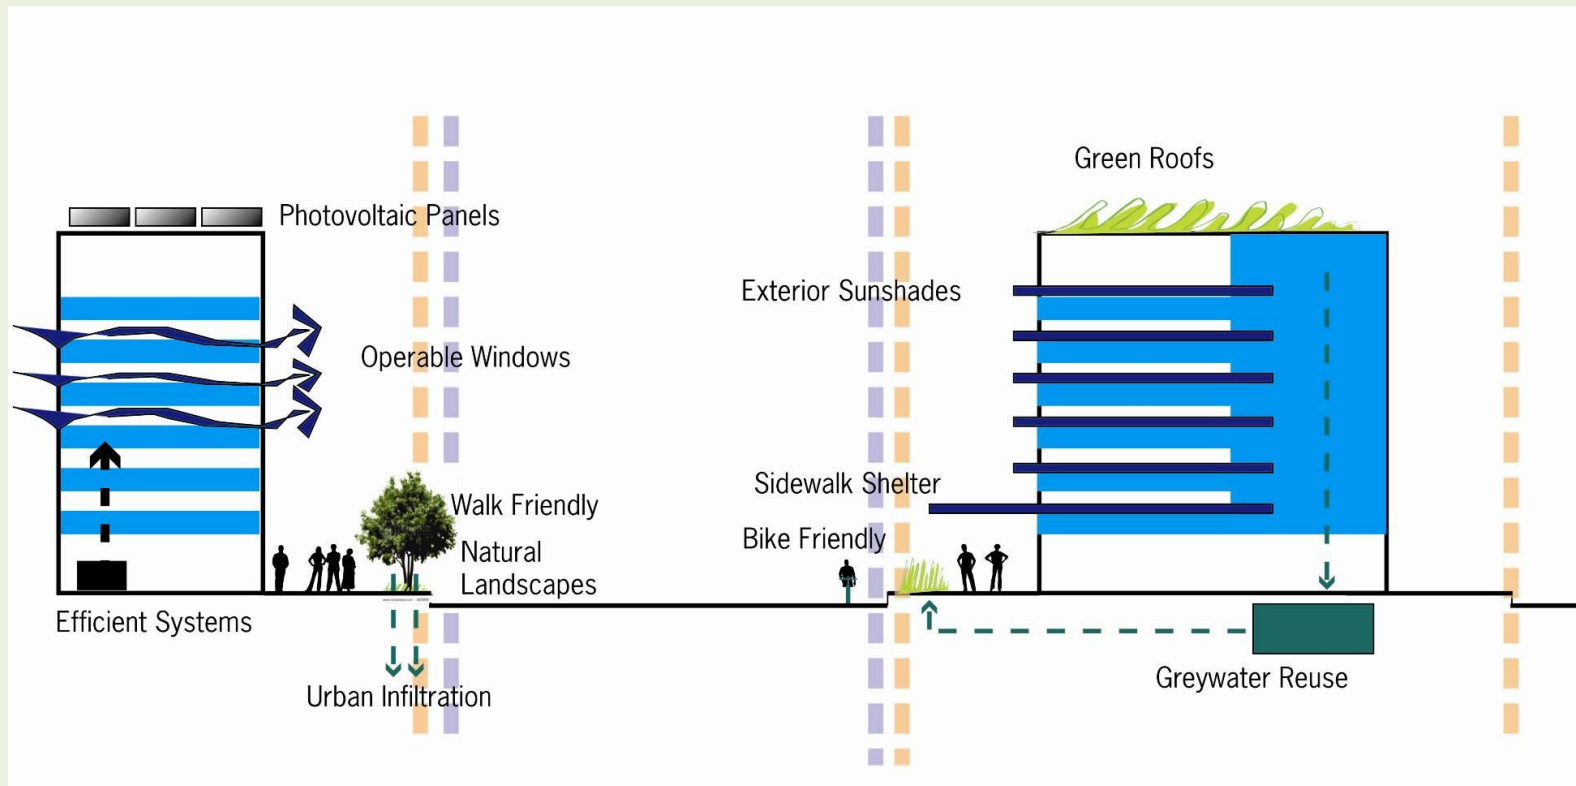 Green Roofs
Photovoltaic Panels
Exterior Sunshades
Operable Windows
Sidewalk Shelter
Walk Friendly
Bike Friendly
Natural
Landscapes
Efficient Systems
Greywater Reuse
Urban Infiltration